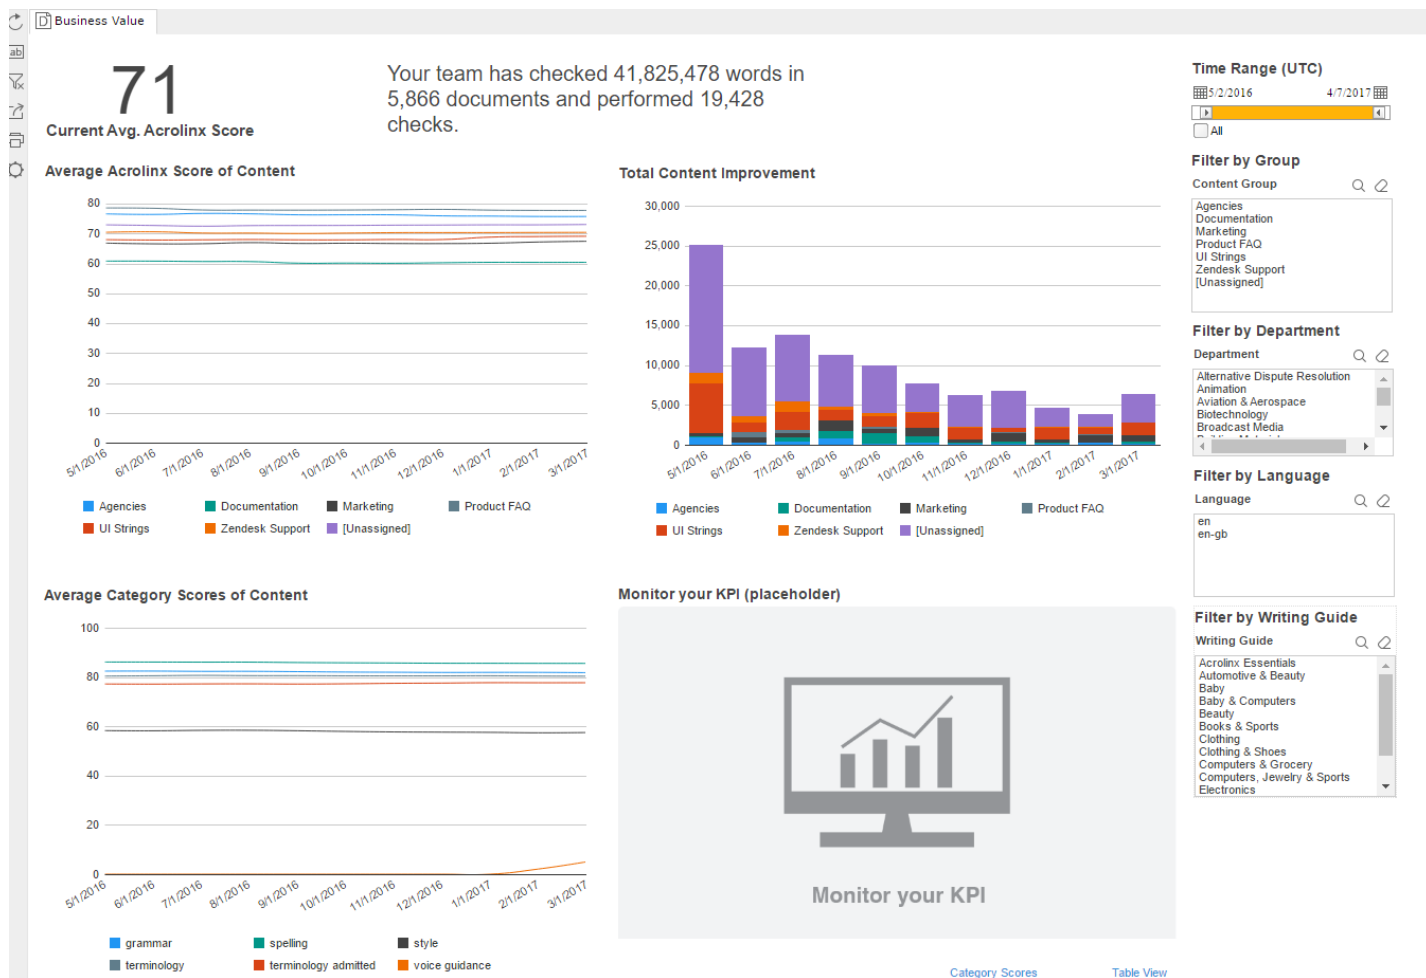 Business Value
ab
71
Current Avg. Acrolinx Score
Your team has checked 41,825,478 words in
5,866 documents and performed 19,428
checks.
Average Acrolinx Score of Content
80
70
60
50
40
30
20
10
0
5/1/2016 6/1/2016 7/1/2016 8/1/2016 9/1/2016 10/1/2016 11/1/2016 12/1/2016 1/1/2017 2/1/2017 3/1/2017
Agencies Documentation Marketing Product FAQ
UI Strings Zendesk Support [Unassigned]
Total Content Improvement
30,000
25,000
20,000
15,000
10,000
5,000
0
5/1/2016 6/1/2016 7/1/2016 8/1/2016 9/1/2016 10/1/2016 11/1/2016 12/1/2016 1/1/2017 2/1/2017 3/1/2017
Agencies Documentation Marketing Product FAQ
UI Strings Zendesk Support [Unassigned]
Average Category Scores of Content
100
80
60
40
20
0
5/1/2016 6/1/2016 7/1/2016 8/1/2016 9/1/2016 10/1/2016 11/1/2016 12/1/2016 1/1/2017 2/1/2017 3/1/2017
grammar spelling style
terminology terminology admitted voice guidance
Monitor your KPI (placeholder)
Monitor your KPI
Category Scores Table View
Time Range (UTC)
5/2/2016 4/7/2017
All
Filter by Group
Content Group
Agencies
Documentation
Marketing
Product FAQ
UI Strings
Zendesk Support
[Unassigned]
Filter by Department
Department
Alternative Dispute Resolution
Animation
Aviation & Aerospace
Biotechnology
Broadcast Media
Filter by Language
Language
en
en-gb
Filter by Writing Guide
Writing Guide
Acrolinx Essentials
Automotive & Beauty
Baby
Baby & Computers
Beauty
Books & Sports
Clothing
Clothing & Shoes
Computers & Grocery
Computers, Jewelry & Sports
Electronics